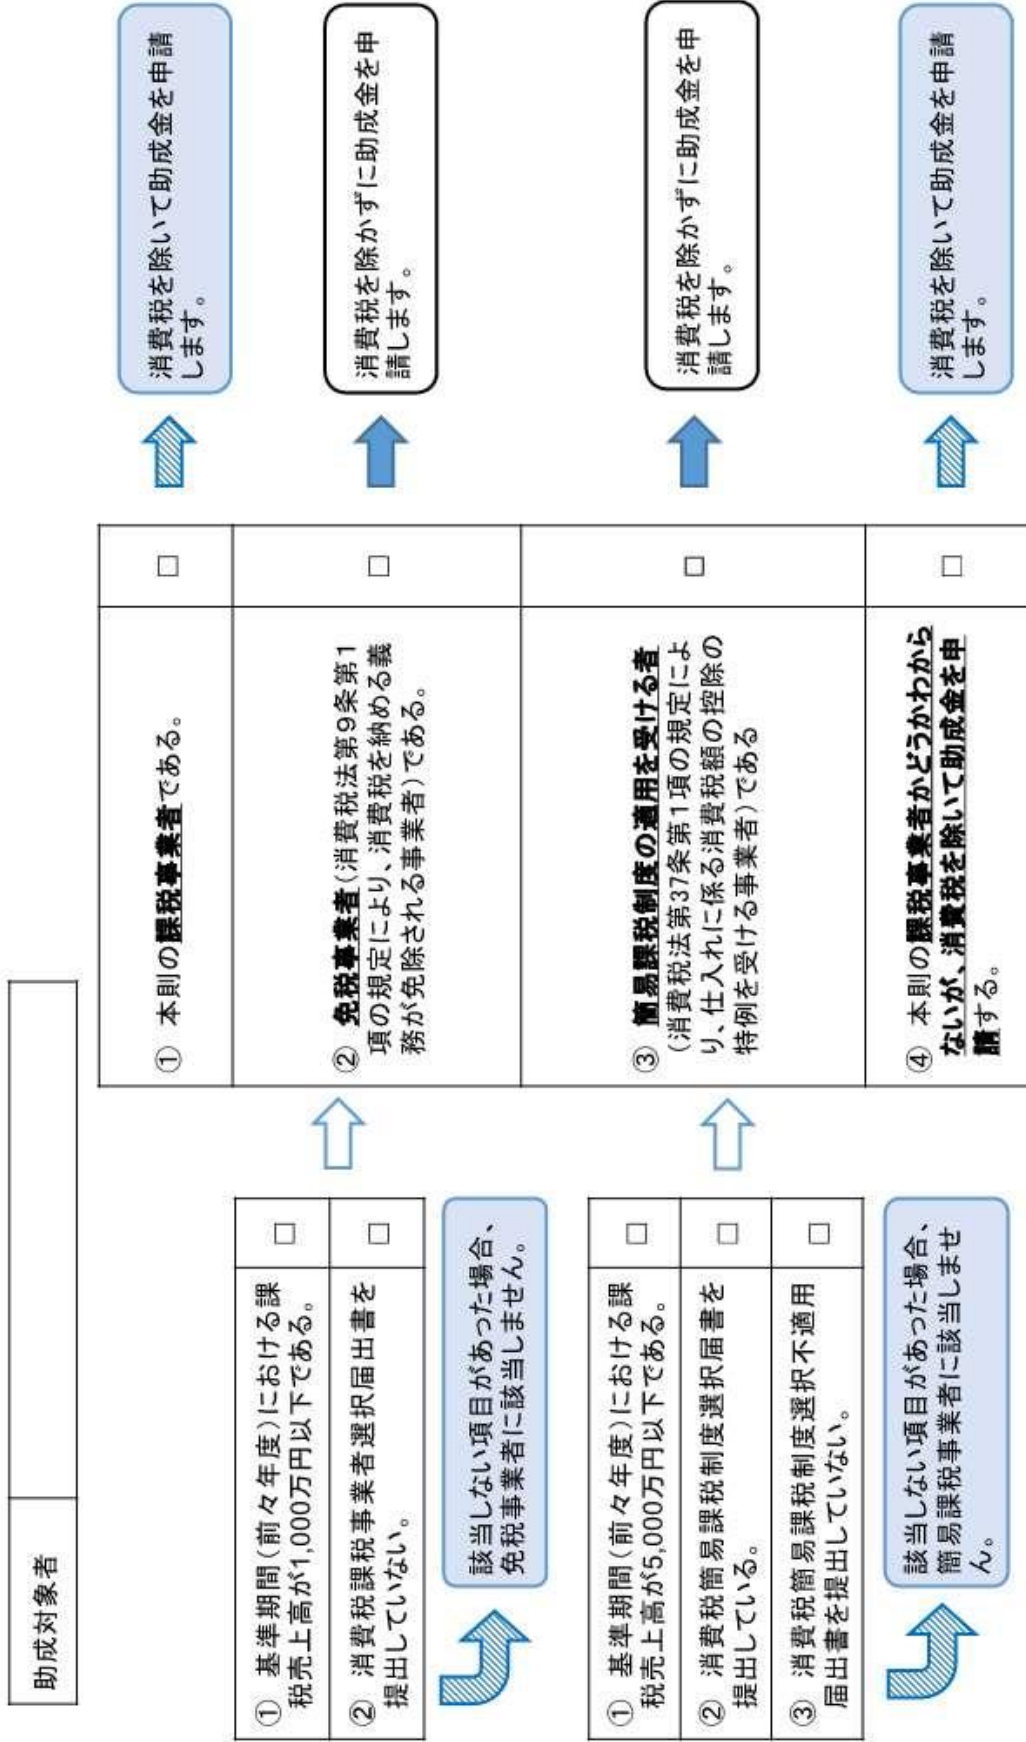 助成対象者
① 基準期間(前々年度)における課
税売上高が1,000万円以下である。
□
② 消費税課税事業者選択届出書を
提出していない。
□
該当しない項目があった場合、
免税事業者に該当しません。
① 基準期間(前々年度)における課
税売上高が5,000万円以下である。
□
② 消費税簡易課税制度選択届書を
提出している。
□
③ 消費税簡易課税制度選択不適用
届出書を提出していない。
□
該当しない項目があった場合、
簡易課税事業者に該当しませ
ん。
① 本則の課税事業者である。
□
② 免税事業者(消費税法第9条第1
項の規定により、消費税を納める義
務が免除される事業者)である。
□
③ 簡易課税制度の適用を受ける者
(消費税法第37条第1項の規定によ
り、仕入れに係る消費税額の控除の
特例を受ける事業者)である
□
④ 本則の課税事業者かどうかわから
ないが、消費税を除いて助成金を申
請する。
□
消費税を除いて助成金を申請
します。
消費税を除かずに助成金を申
請します。
消費税を除かずに助成金を申
請します。
消費税を除いて助成金を申請
します。